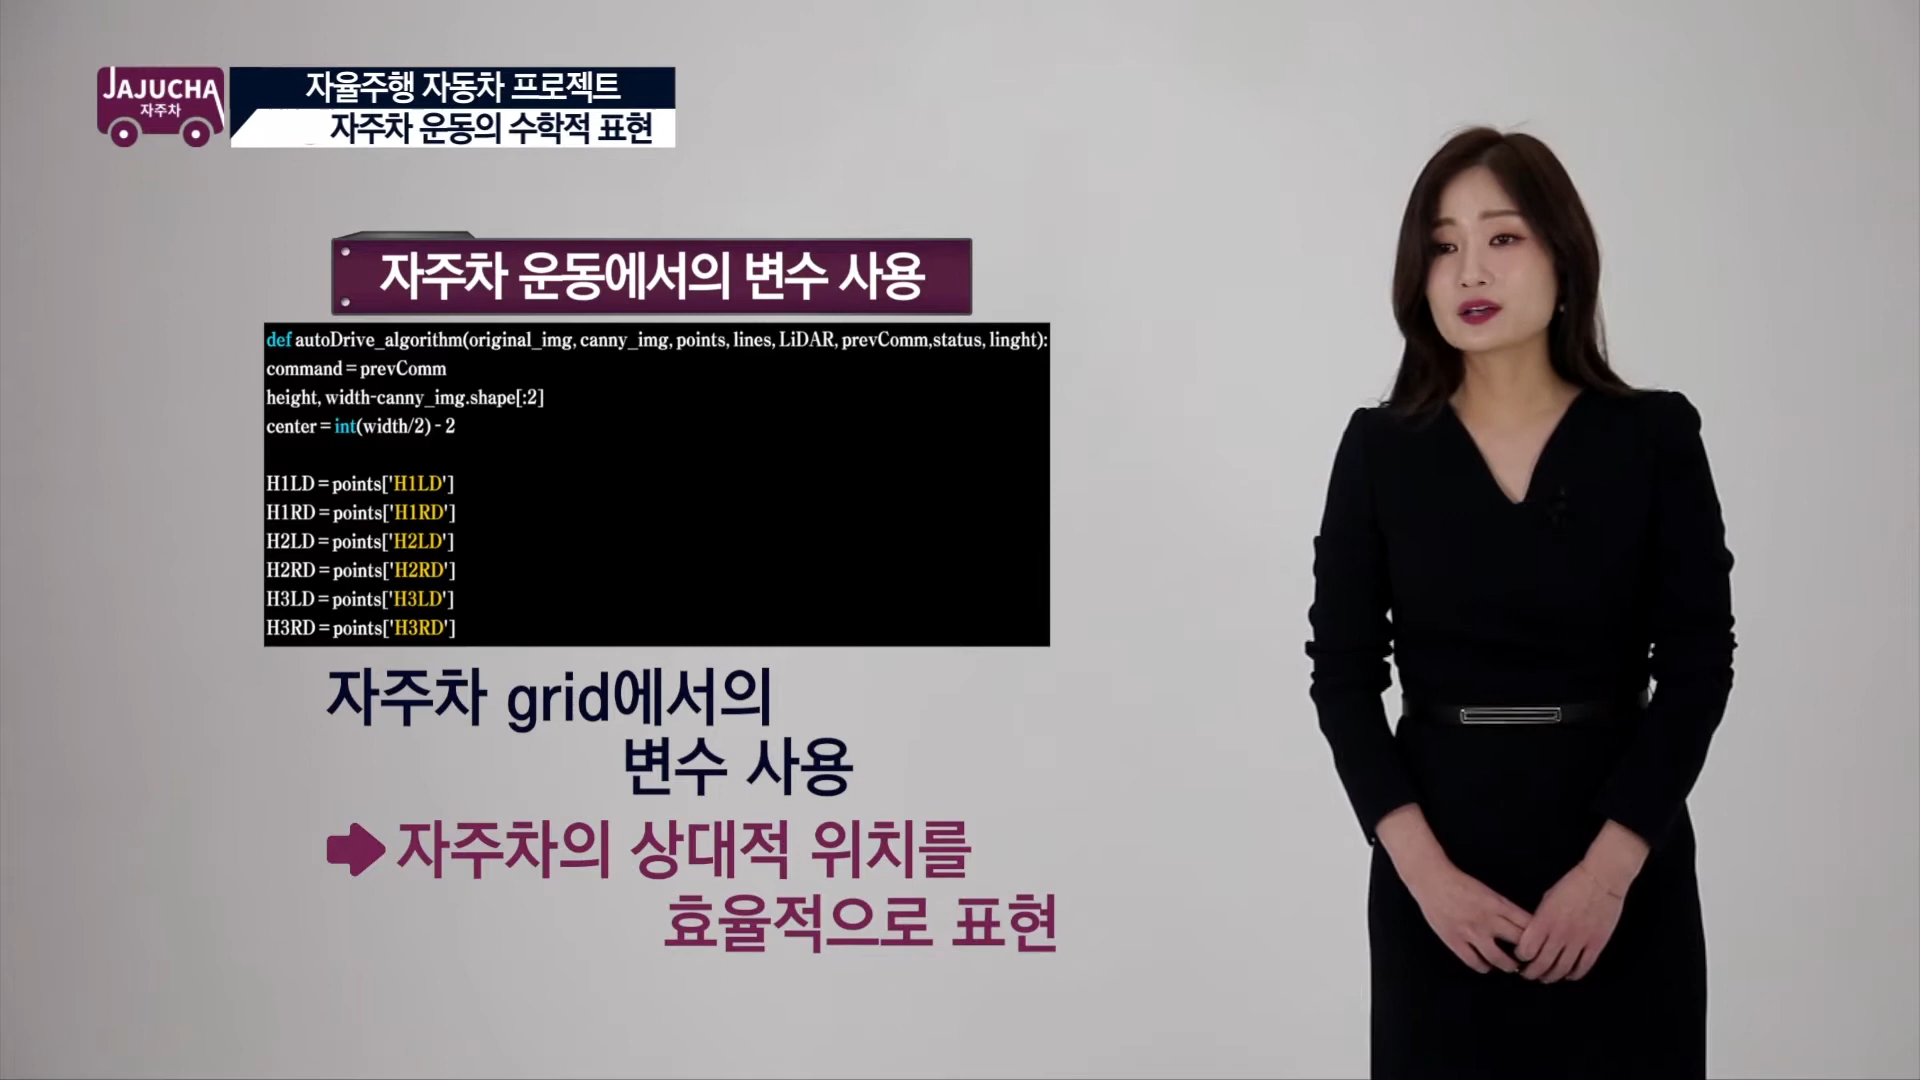 JAJUCHA
자주차
자율주행 자동차 프로젝트
자주차 운동의 수학적 표현
자주차 운동에서의 변수 사용
def autoDrive_algorithm(original_img, canny_img, points, lines, LiDAR, prevComm,status, linght):
command = prevComm
height, width-canny_img.shape[:2]
center = int(width/2) - 2
H1LD = points['H1LD']
H1RD = points['H1RD']
H2LD = points['H2LD']
H2RD = points['H2RD']
H3LD = points['H3LD']
H3RD = points['H3RD']
자주차 grid에서의
변수 사용
자주차의 상대적 위치를
효율적으로 표현